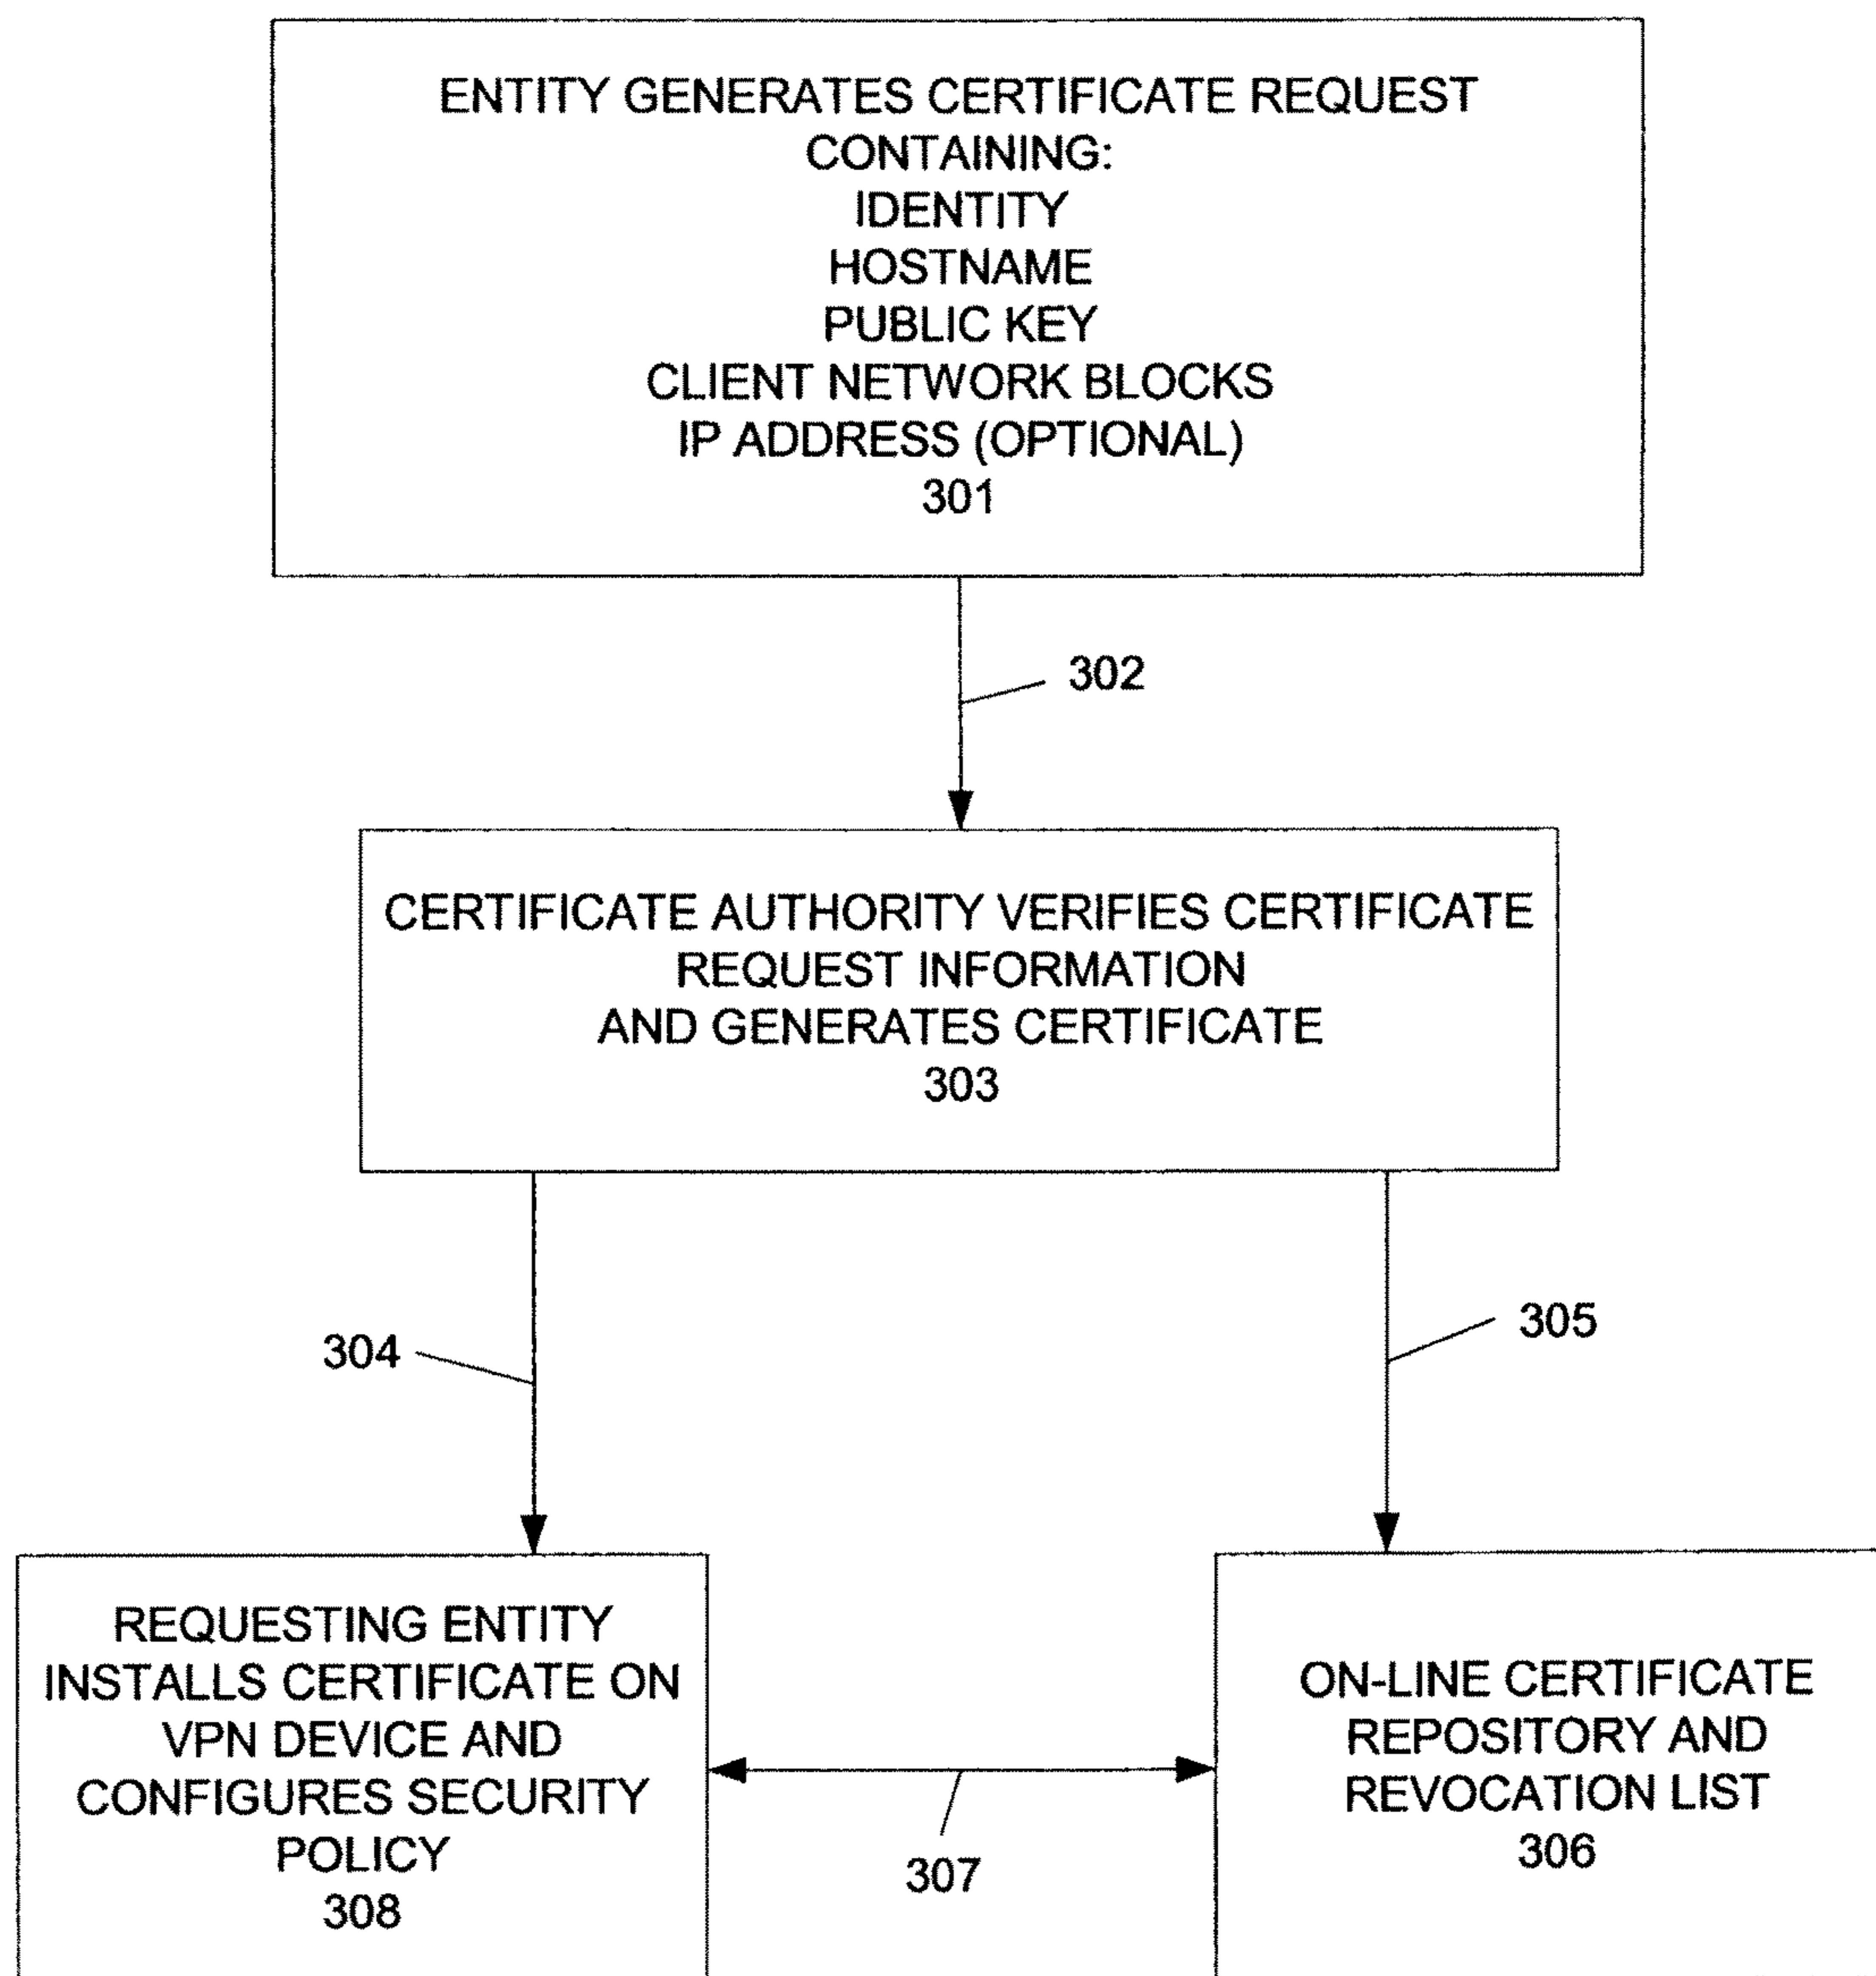 ENTITY GENERATES CERTIFICATE REQUEST
CONTAINING:
IDENTITY
HOSTNAME
PUBLIC KEY
CLIENT NETWORK BLOCKS
IP ADDRESS (OPTIONAL)
301
302
CERTIFICATE AUTHORITY VERIFIES CERTIFICATE
REQUEST INFORMATION
AND GENERATES CERTIFICATE
303
304
305
REQUESTING ENTITY
INSTALLS CERTIFICATE ON
VPN DEVICE AND
CONFIGURES SECURITY
POLICY
308
307
ON-LINE CERTIFICATE
REPOSITORY AND
REVOCATION LIST
306